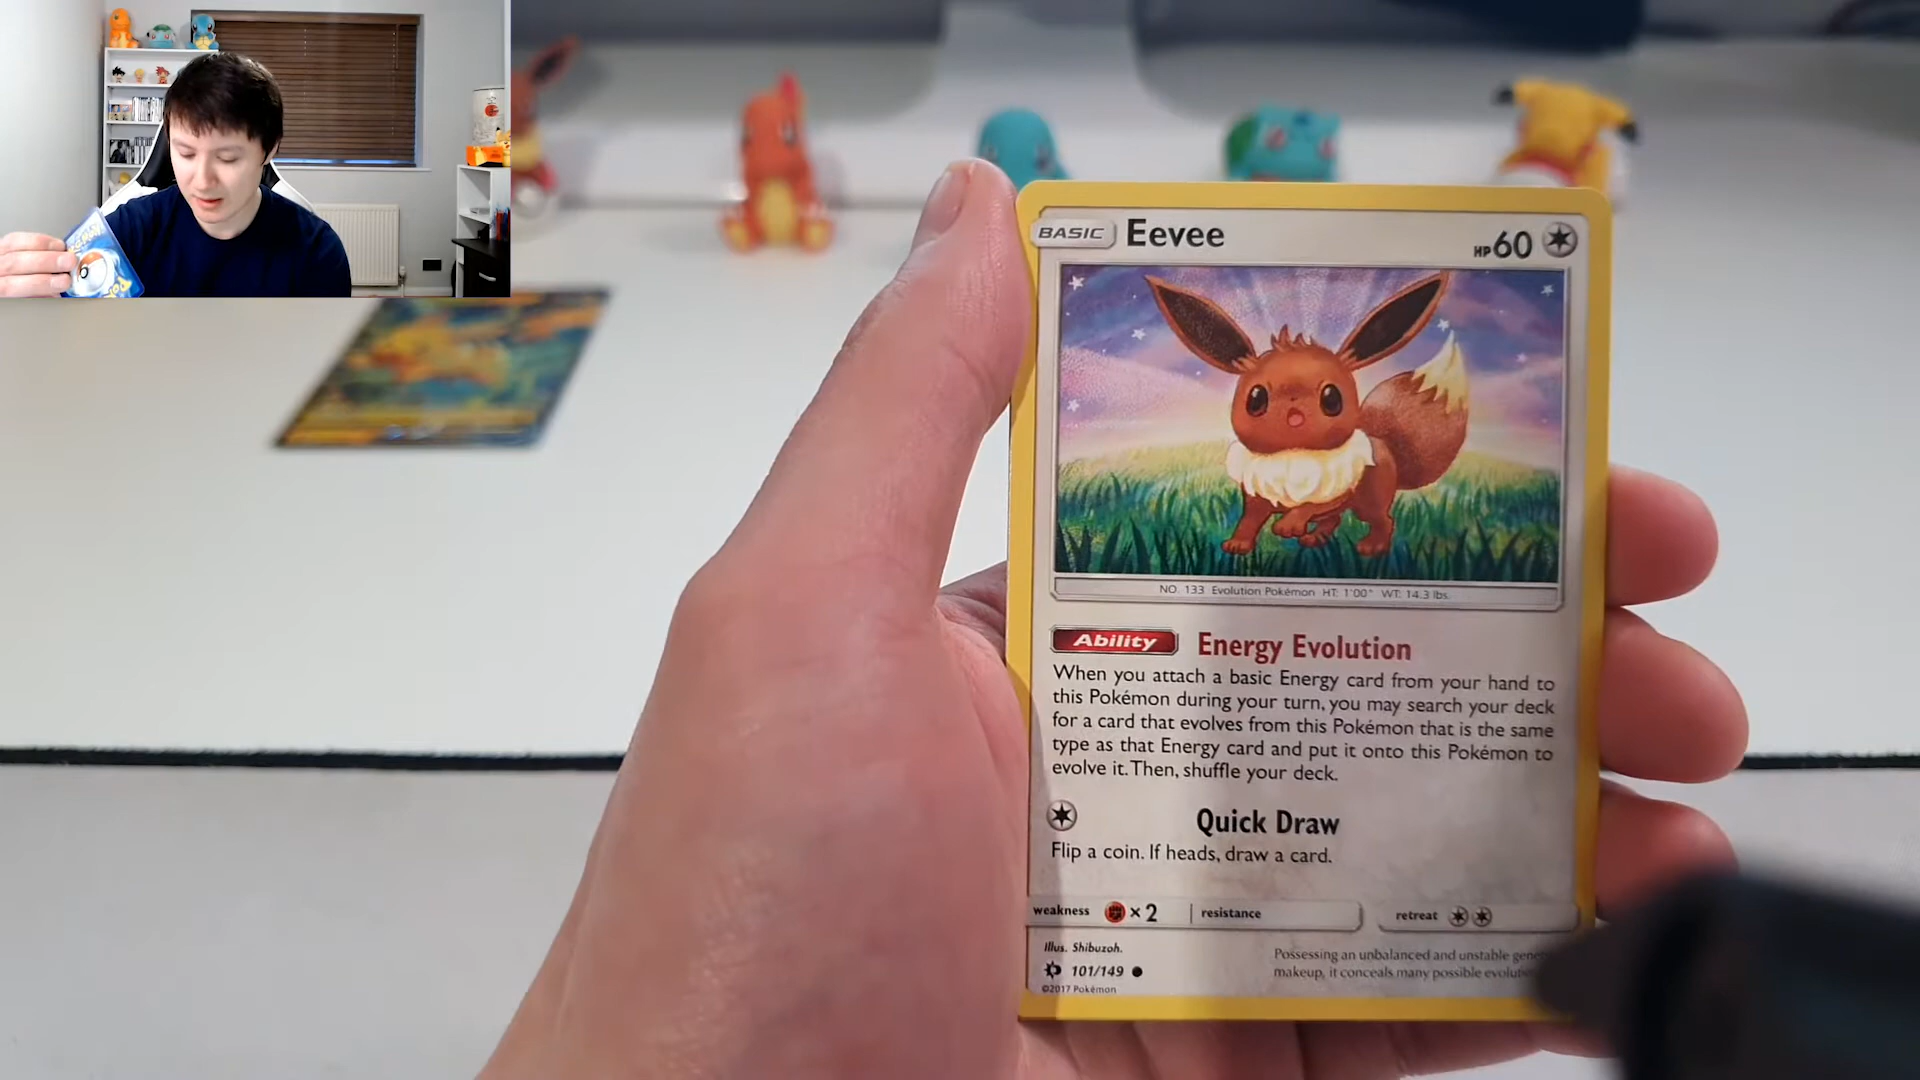 BASIC Eevee HP 60
NO. 133 Evolution Pokémon HT: 1'00" WT: 14.3 lbs.
Ability Energy Evolution
When you attach a basic Energy card from your hand to
this Pokémon during your turn, you may search your deck
for a card that evolves from this Pokémon that is the same
type as that Energy card and put it onto this Pokémon to
evolve it. Then, shuffle your deck.
Quick Draw
Flip a coin. If heads, draw a card.
weakness × 2 resistance retreat
Illus. Shibuzoh.
Possessing an unbalanced and unstable
makeup, it conceals many possible
101/149
©2017 Pokémon